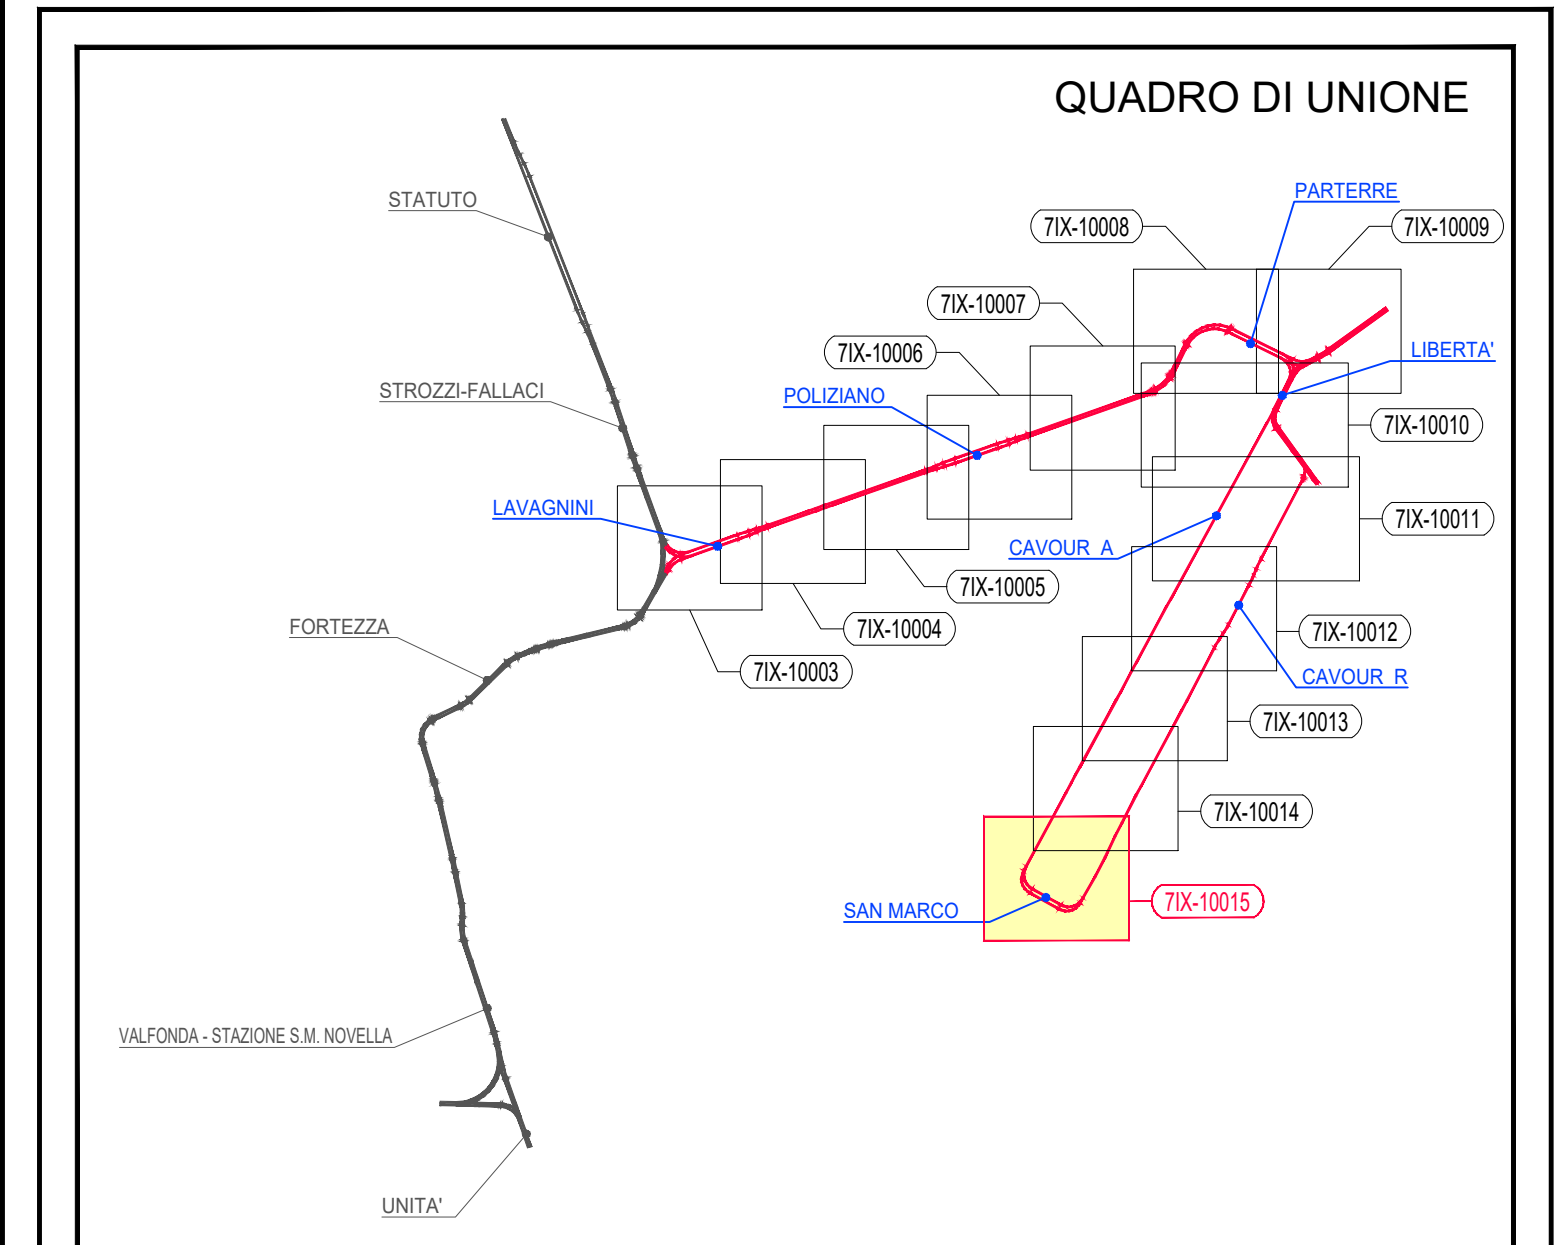 QUADRO DI UNIONE
STATUTO
PARTERRE
7IX-10008
7IX-10009
7IX-10007
7IX-10006
LIBERTA'
STROZZI-FALLACI
POLIZIANO
7IX-10010
LAVAGNINI
7IX-10011
CAVOUR A
7IX-10005
FORTEZZA
7IX-10004
7IX-10012
7IX-10003
CAVOUR R
7IX-10013
7IX-10014
7IX-10015
SAN MARCO
VALFONDA - STAZIONE S.M. NOVELLA
UNITA'